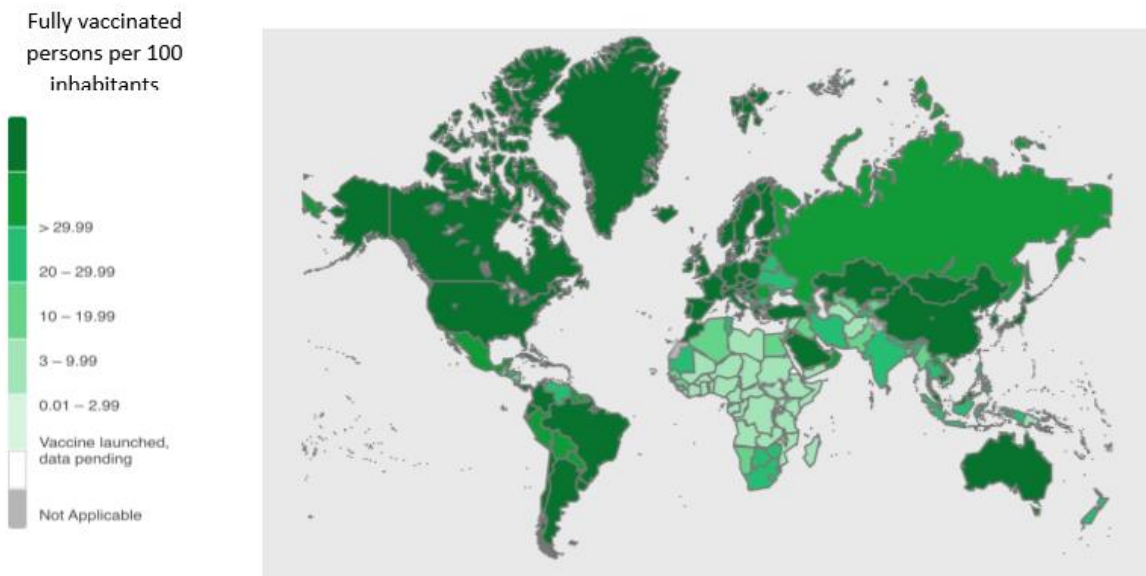 Fully vaccinated
persons per 100
inhabitants
> 29.99
20 – 29.99
10 – 19.99
3 – 9.99
0.01 – 2.99
Vaccine launched,
data pending
Not Applicable